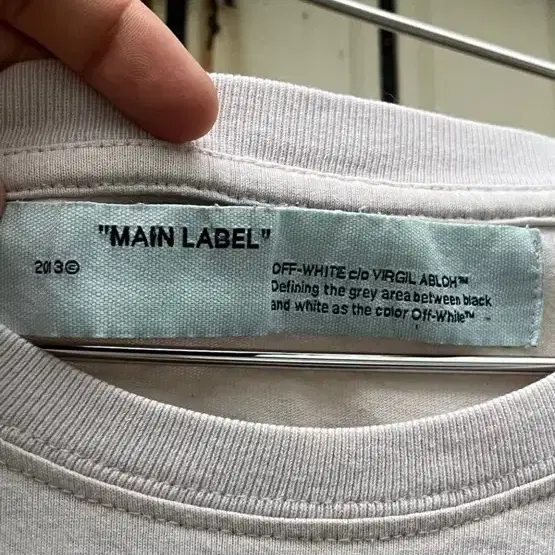 "MAIN LABEL"
2013©
OFF-WHITE c/o VIRGIL ABLOH™
Defining the grey area between black
and white as the color Off-White™